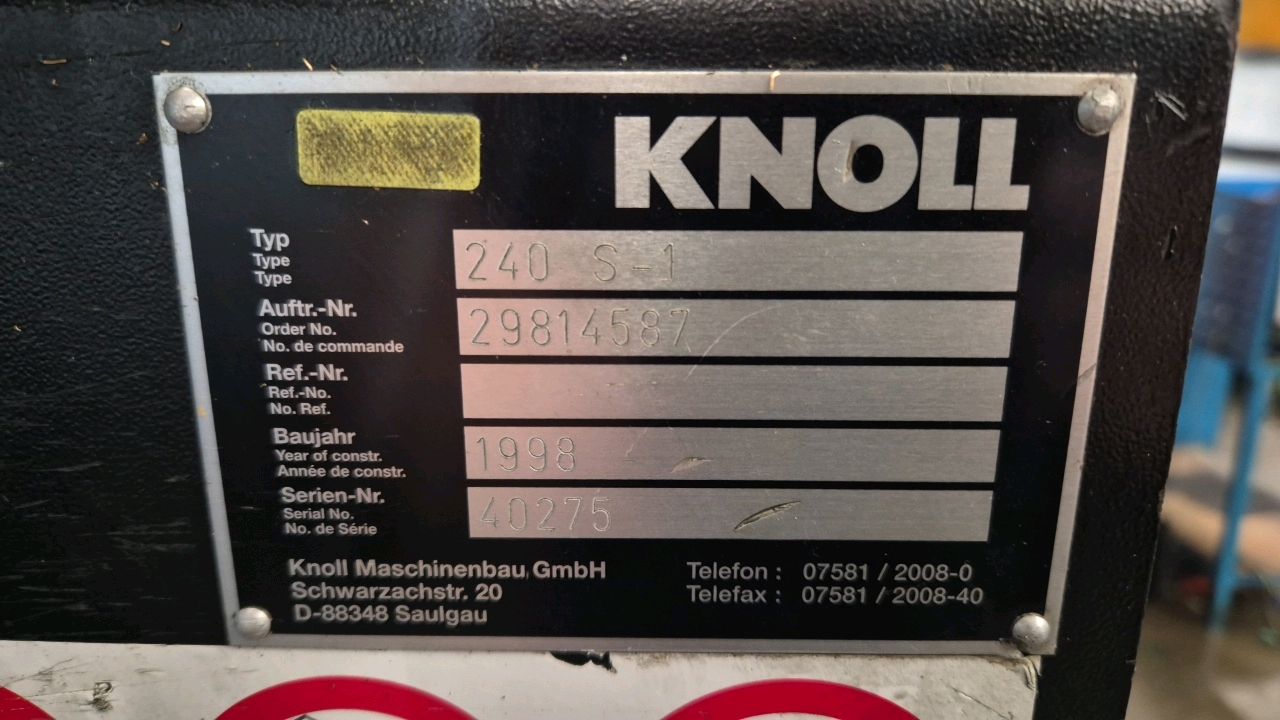 KNOLL
Typ
Type
Type
240 S-1
Auftr.-Nr.
Order No.
No. de commande
29814587
Ref.-Nr.
Ref.-No.
No. Ref.
Baujahr
Year of constr.
Année de constr.
1998
Serien-Nr.
Serial No.
No. de Série
40275
Knoll Maschinenbau GmbH
Schwarzachstr. 20
D-88348 Saulgau
Telefon : 07581 / 2008-0
Telefax : 07581 / 2008-40